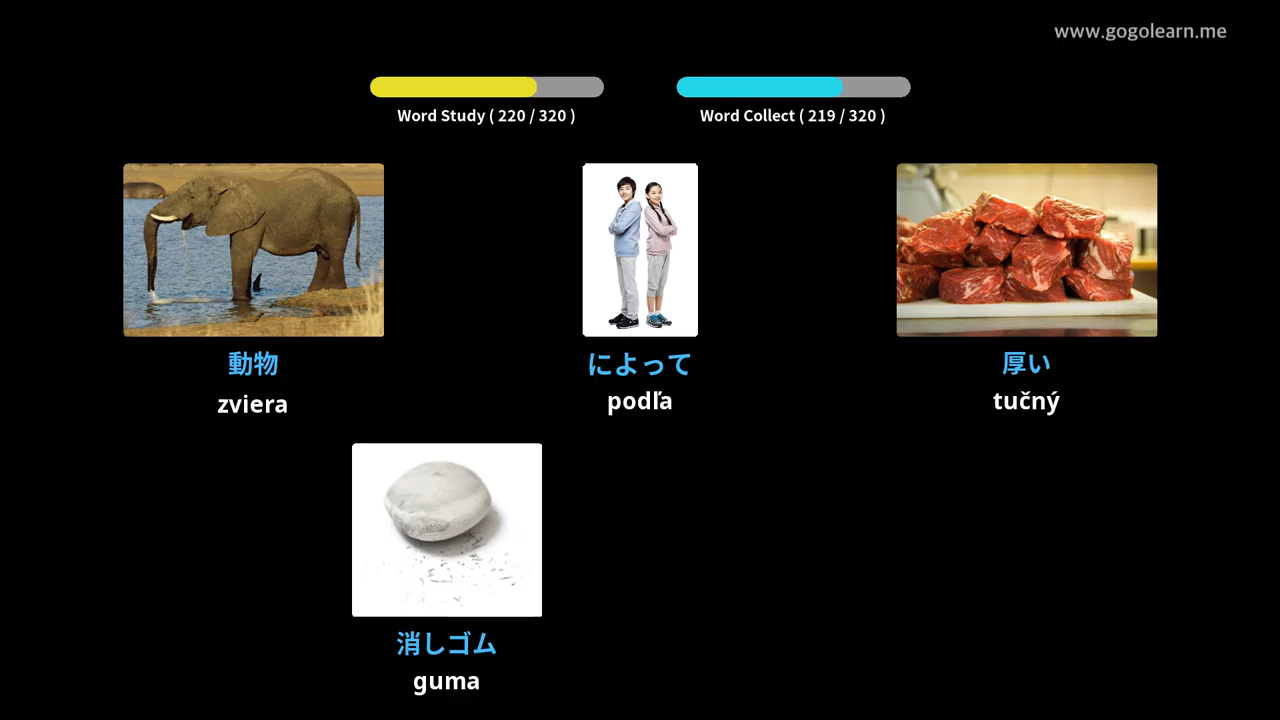 www.gogolearn.me
Word Study ( 220 / 320 )
Word Collect ( 219 / 320 )
動物
zviera
によって
podľa
厚い
tučný
消しゴム
guma